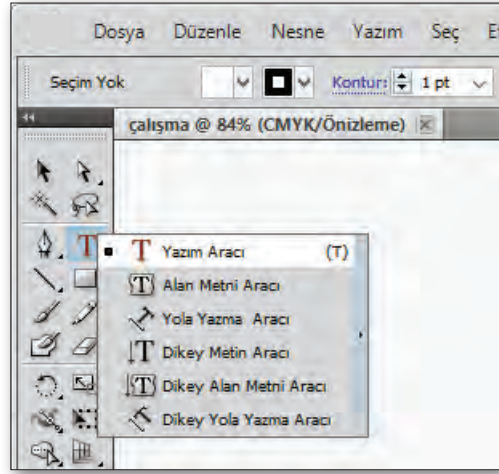 Dosya Düzenle Nesne Yazım Seç
Seçim Yok Kontur: 1 pt
çalışma @ 84% (CMYK/Önizleme)
T Yazım Aracı (T)
Alan Metni Aracı
Yola Yazma Aracı
Dikey Metin Aracı
Dikey Alan Metni Aracı
Dikey Yola Yazma Aracı